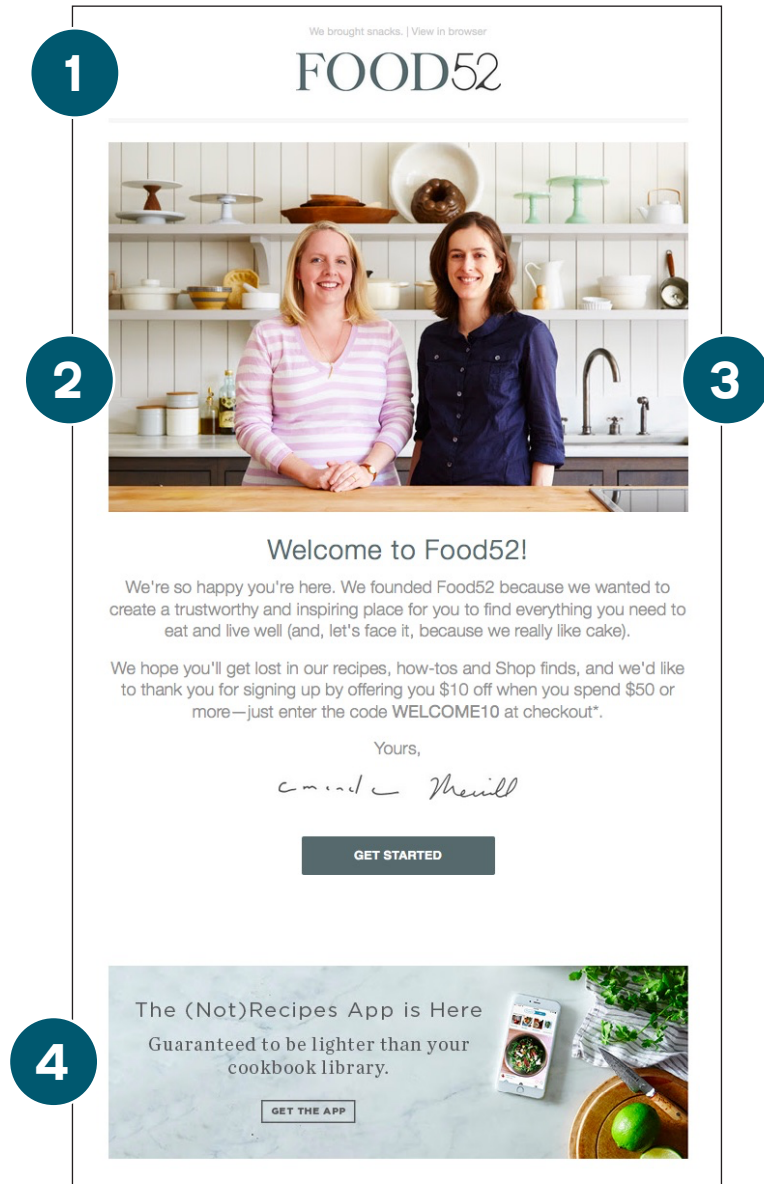 We brought snacks. | View in browser
1
FOOD52
2
3
Welcome to Food52!
We're so happy you're here. We founded Food52 because we wanted to
create a trustworthy and inspiring place for you to find everything you need to
eat and live well (and, let's face it, because we really like cake).
We hope you'll get lost in our recipes, how-tos and Shop finds, and we'd like
to thank you for signing up by offering you $10 off when you spend $50 or
more—just enter the code WELCOME10 at checkout*.
Yours,
Amanda Merrill
GET STARTED
The (Not)Recipes App is Here
Guaranteed to be lighter than your
cookbook library.
4
GET THE APP